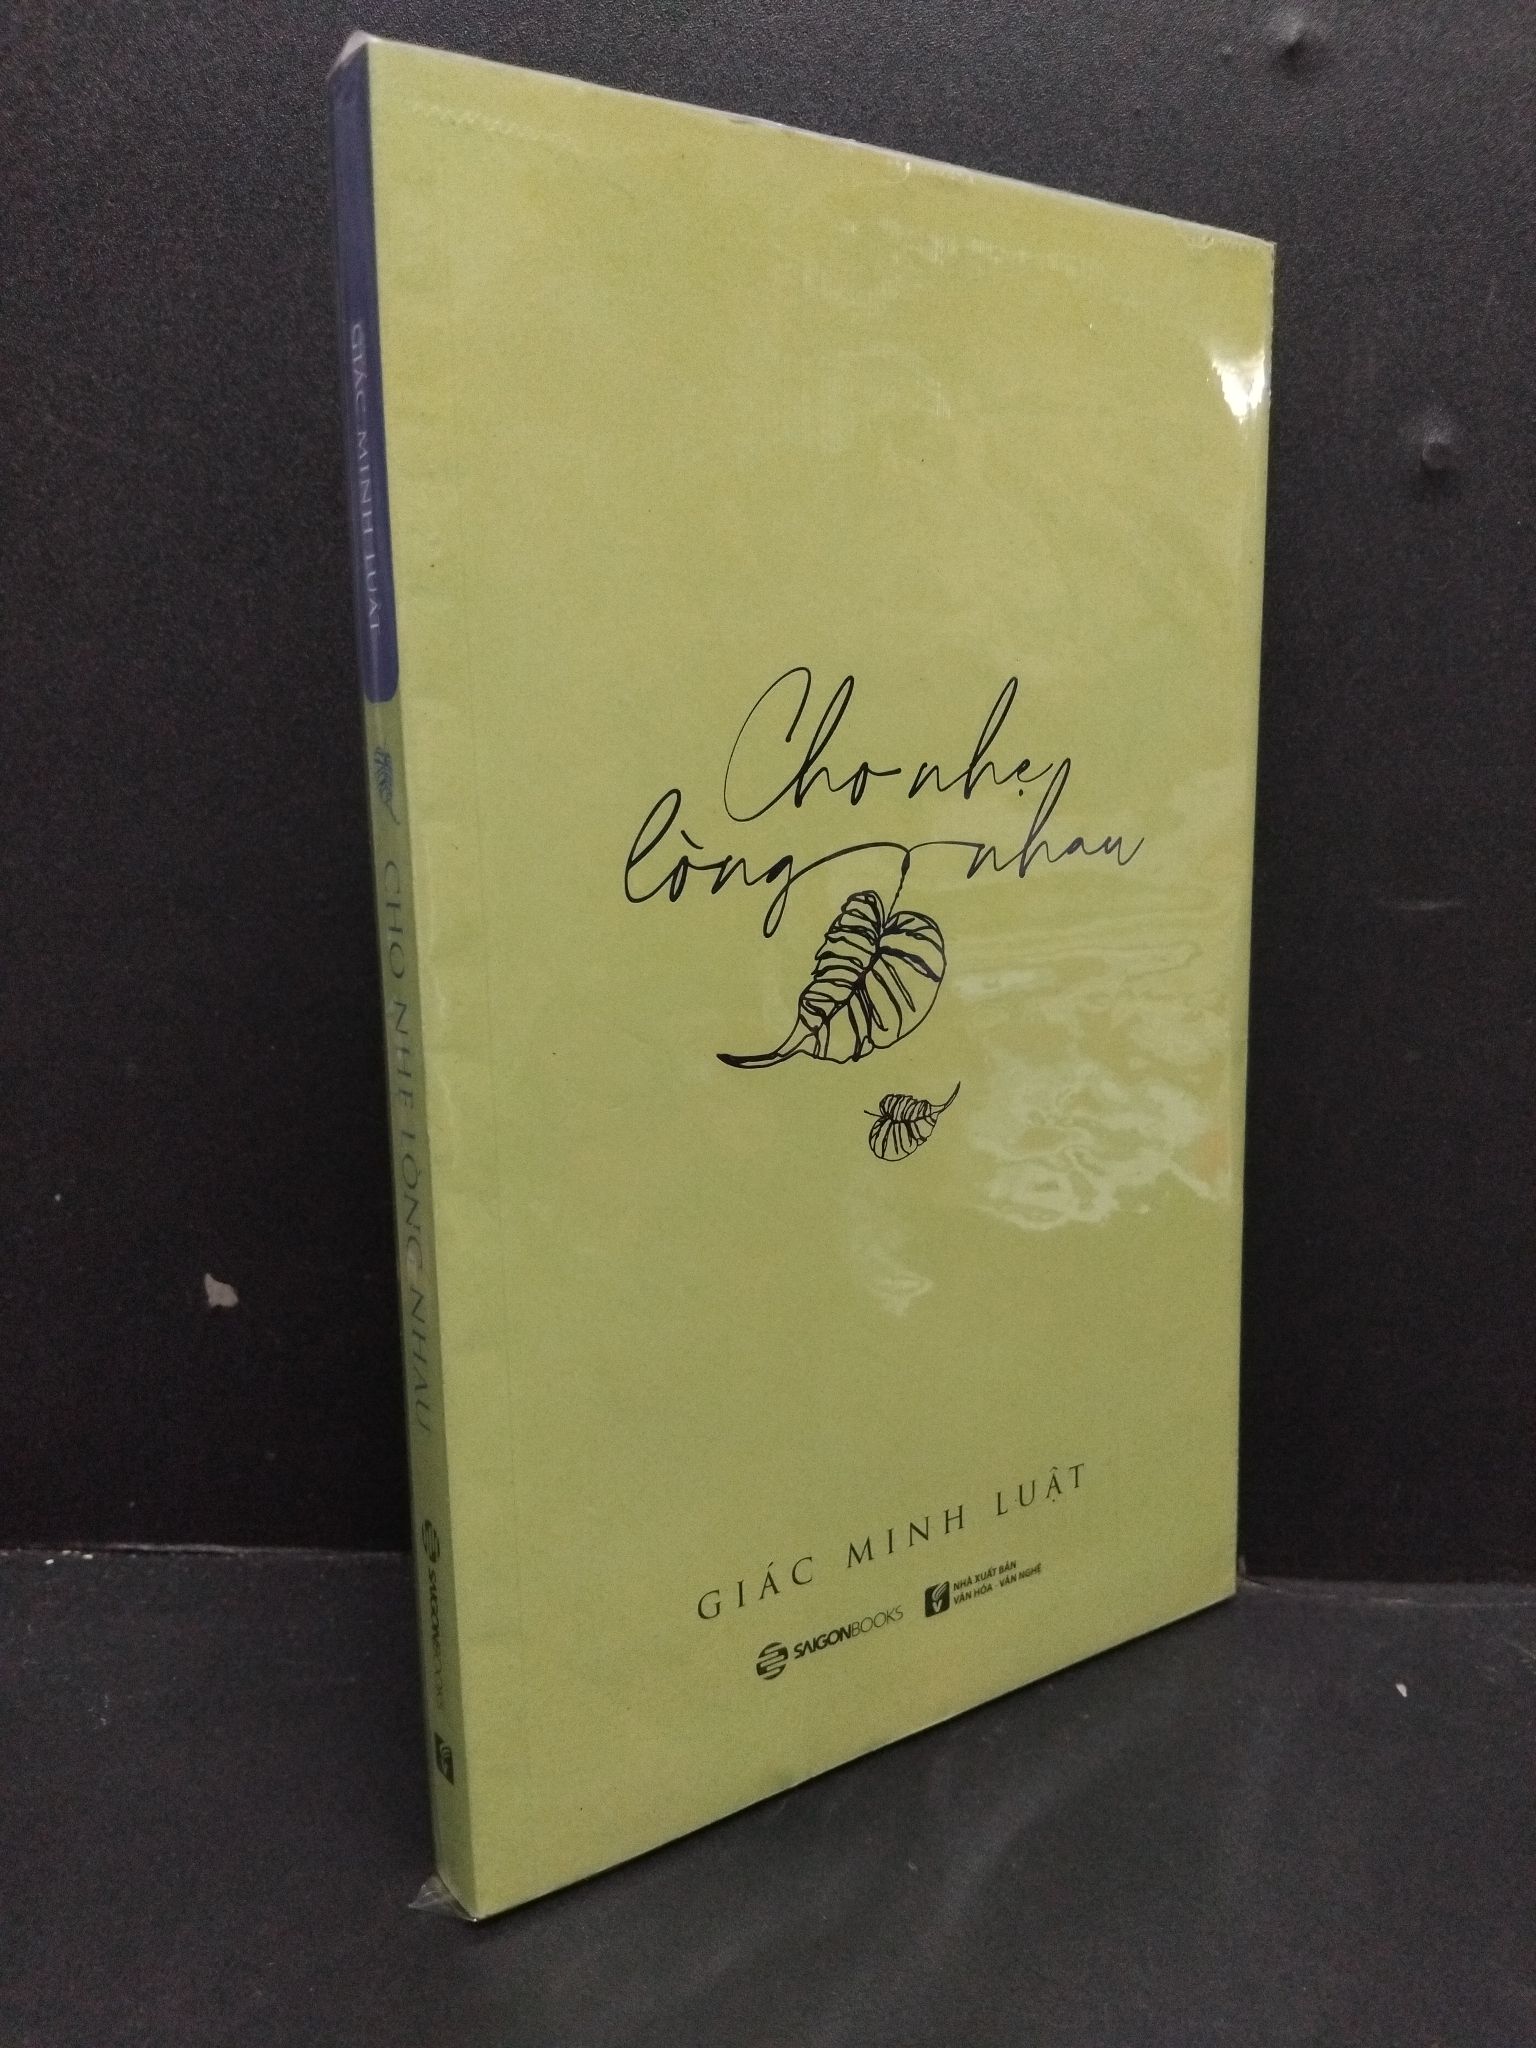 Cho nhẹ
lòng nhau
GIÁC MINH LUẬT
SAIGONBOOKS
NHÀ XUẤT BẢN
VĂN HÓA - VĂN NGHỆ
GIÁC MINH LUẬT
CHO NHẸ LÒNG NHAU
SAIGONBOOKS